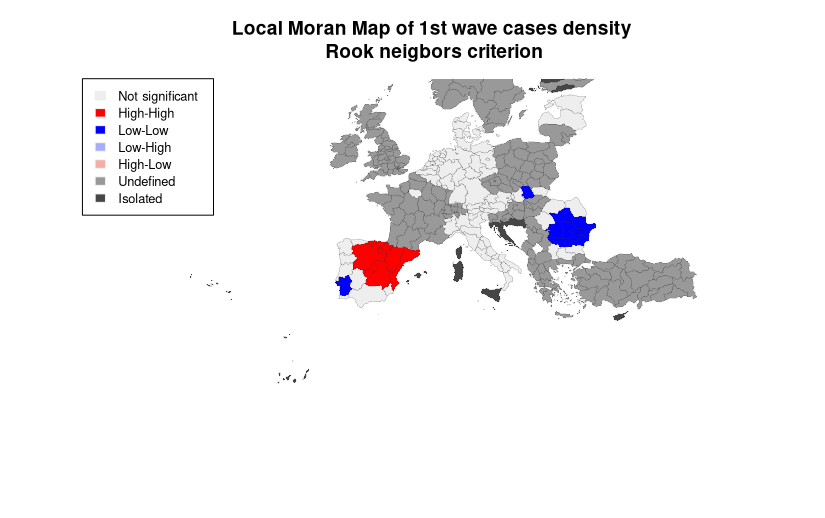 Local Moran Map of 1st wave cases density
Rook neigbors criterion
Not significant
High-High
Low-Low
Low-High
High-Low
Undefined
Isolated